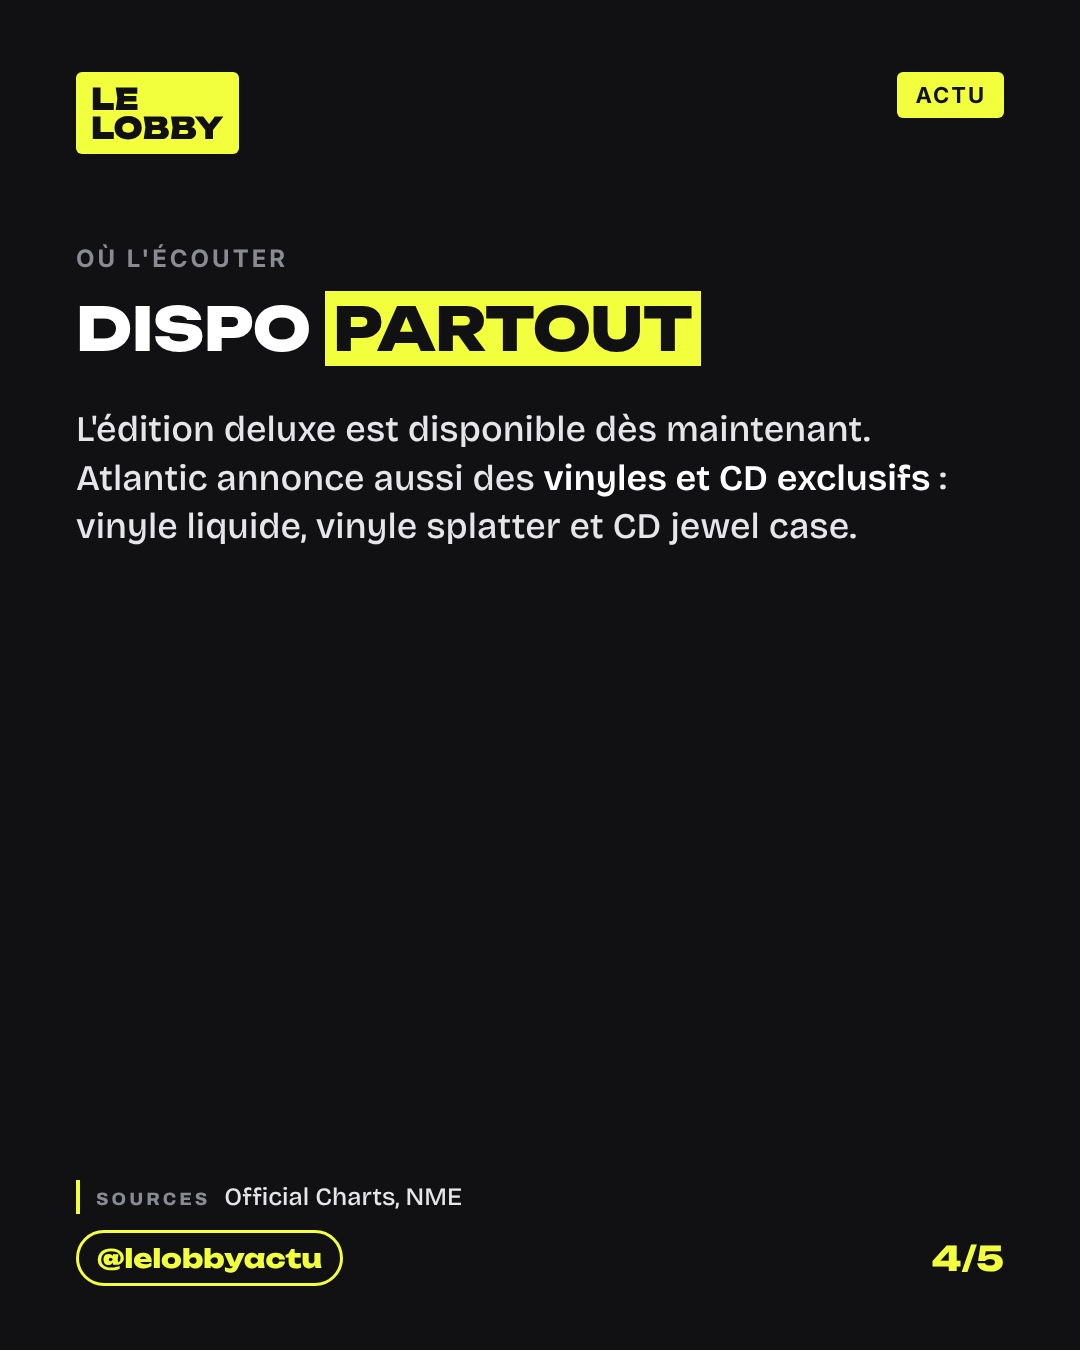 LE
LOBBY
ACTU
OÙ L'ÉCOUTER
DISPO PARTOUT
L'édition deluxe est disponible dès maintenant.
Atlantic annonce aussi des vinyles et CD exclusifs :
vinyle liquide, vinyle splatter et CD jewel case.
SOURCES Official Charts, NME
@lelobbyactu
4/5